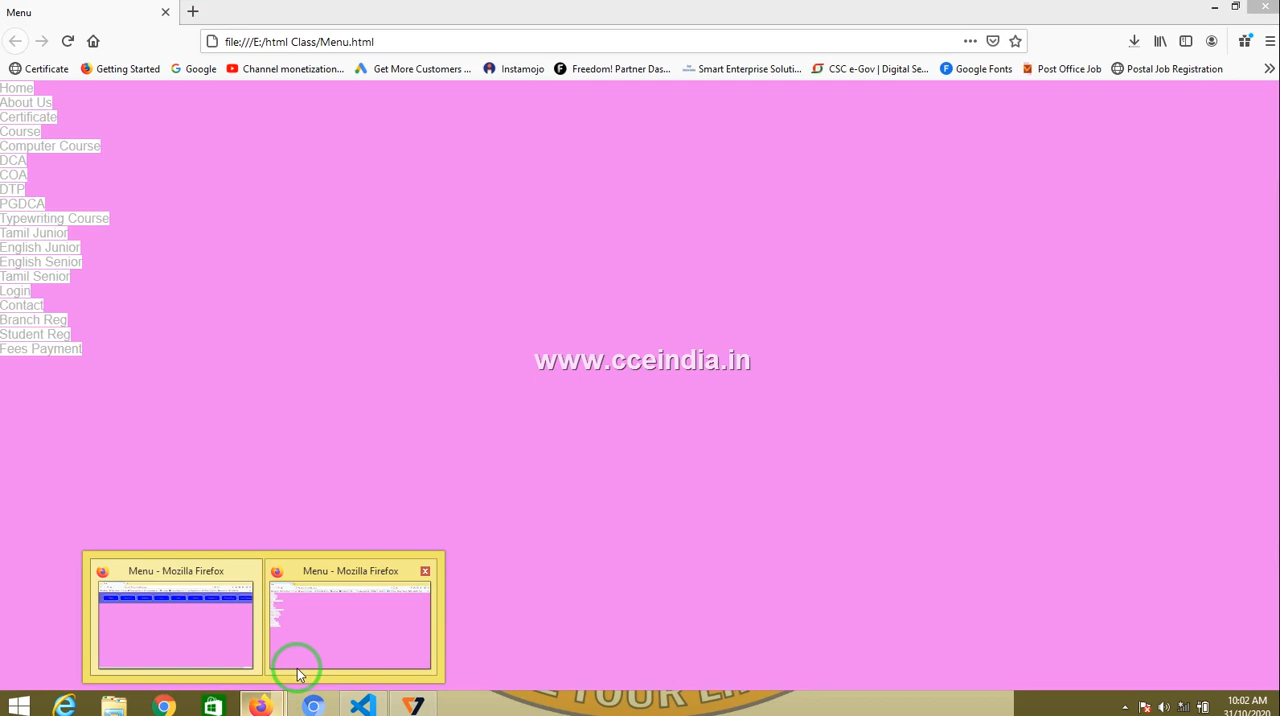 Menu
file:///E:/html Class/Menu.html
Certificate Getting Started Google Channel monetization... Get More Customers ... Instamojo Freedom! Partner Das... Smart Enterprise Soluti... CSC e-Gov | Digital Se... Google Fonts Post Office Job Postal Job Registration
Home
About Us
Certificate
Course
Computer Course
DCA
COA
DTP
PGDCA
Typewriting Course
Tamil Junior
English Junior
English Senior
Tamil Senior
Login
Contact
Branch Reg
Student Reg
Fees Payment
www.cceindia.in
Menu - Mozilla Firefox Menu - Mozilla Firefox
10:02 AM
31/10/2020